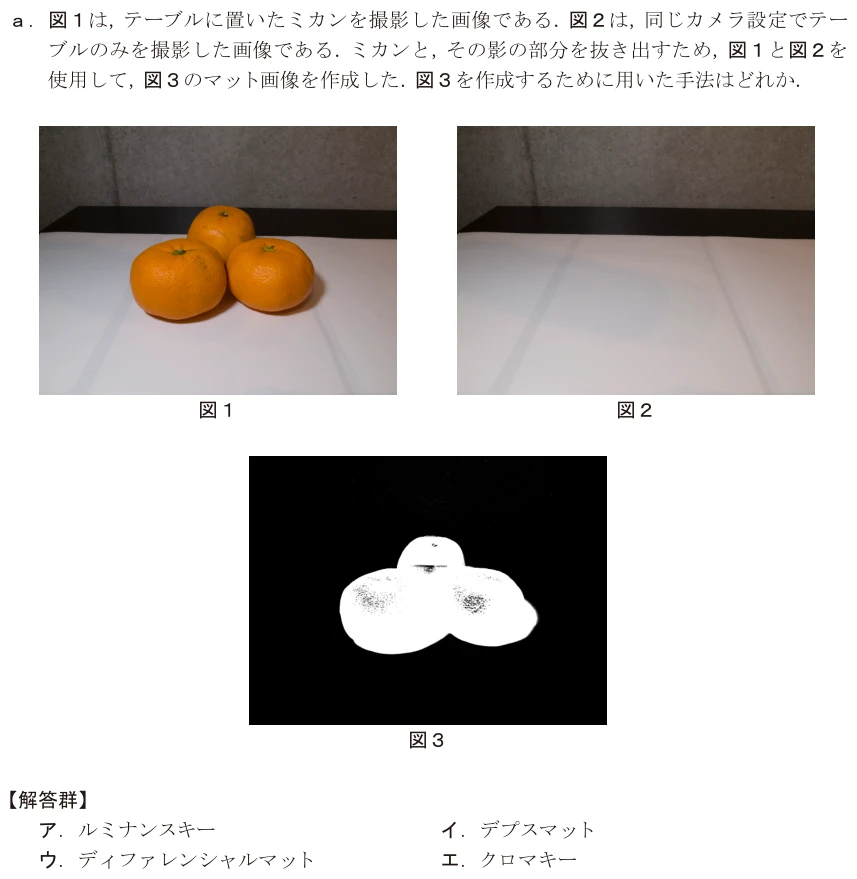 a．図1は，テーブルに置いたミカンを撮影した画像である．図2は，同じカメラ設定でテー
ブルのみを撮影した画像である．ミカンと，その影の部分を抜き出すため，図1と図2を
使用して，図3のマット画像を作成した．図3を作成するために用いた手法はどれか．
図1
図2
図3
【解答群】
ア．ルミナンスキー
イ．デプスマット
ウ．ディファレンシャルマット
エ．クロマキー